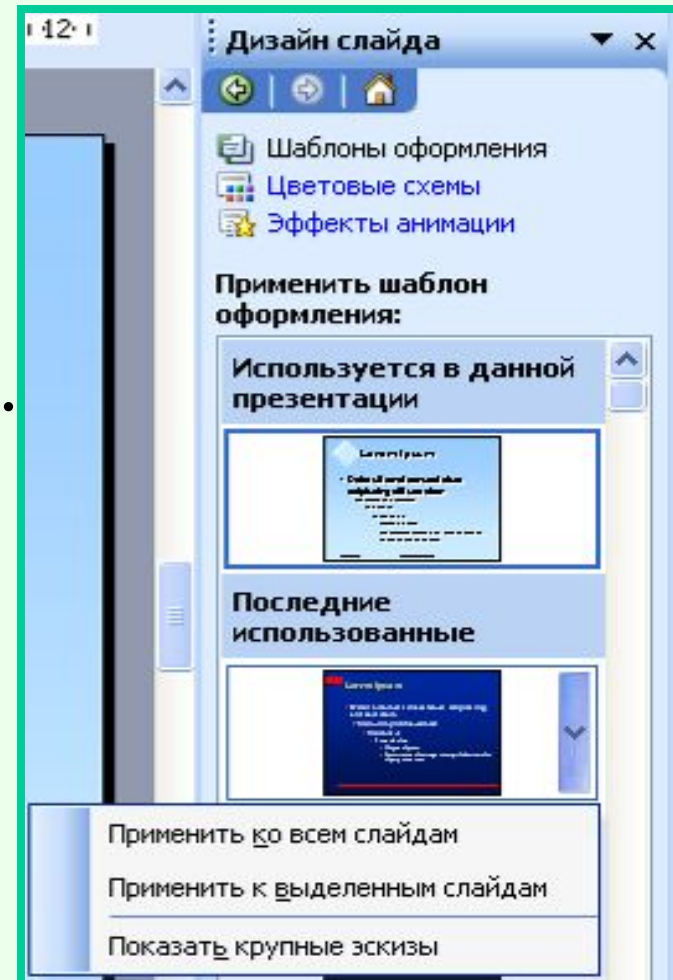 12
Дизайн слайда
Шаблоны оформления
Цветовые схемы
Эффекты анимации
Применить шаблон
оформления:
Используется в данной
презентации
Последние
использованные
Применить ко всем слайдам
Применить к выделенным слайдам
Показать крупные эскизы